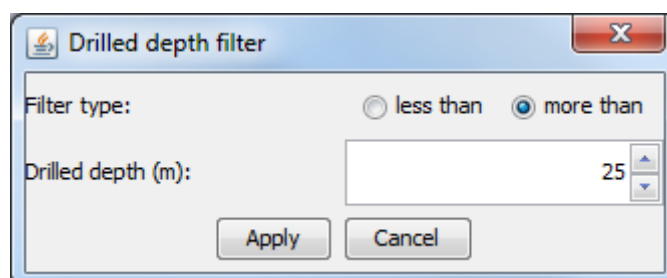 Drilled depth filter
Filter type: less than more than
Drilled depth (m): 25
Apply Cancel